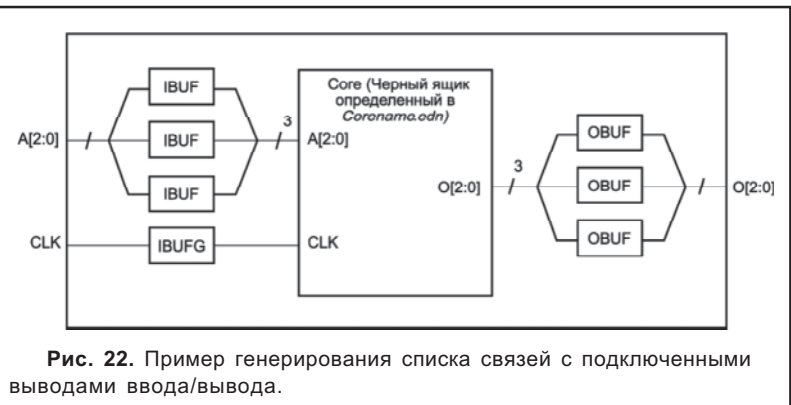 IBUF
IBUF
IBUF
IBUFG
A[2:0]
CLK
3
Core (Черный ящик
определенный в
Coroname.edn)
A[2:0]
O[2:0]
CLK
3
OBUF
OBUF
OBUF
O[2:0]
Рис. 22. Пример генерирования списка связей с подключенными
выводами ввода/вывода.